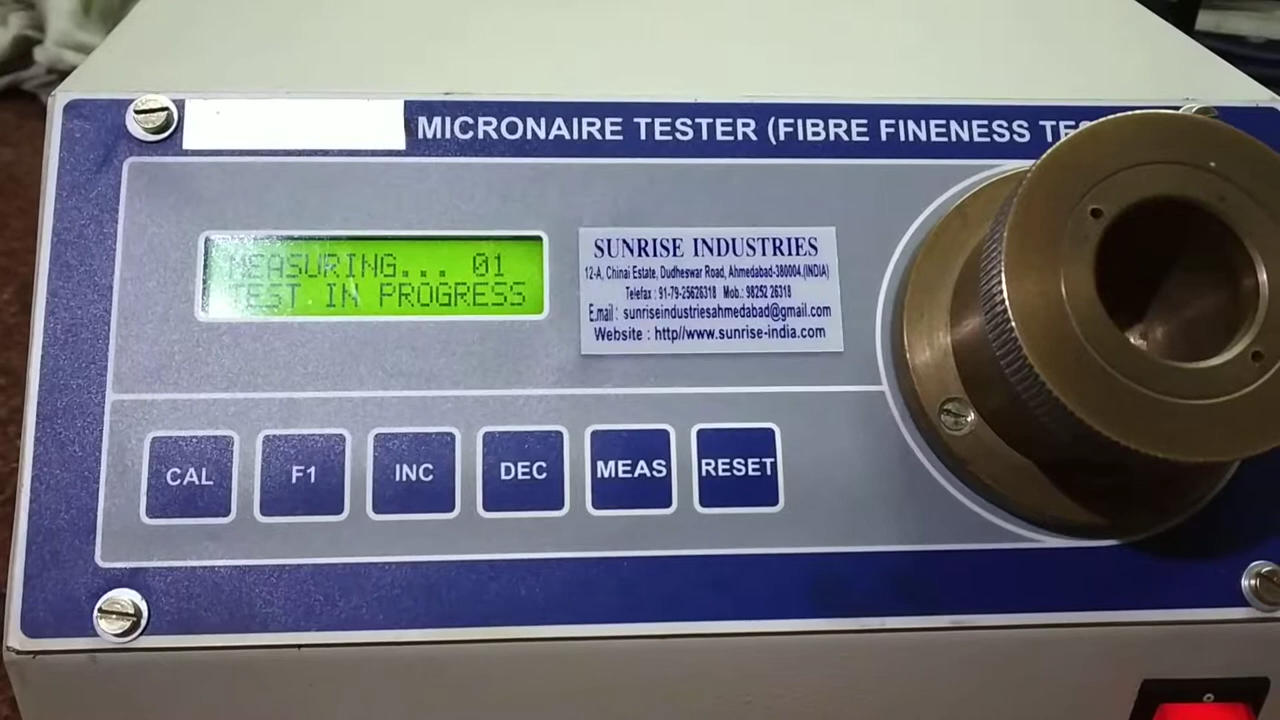 MICRONAIRE TESTER (FIBRE FINENESS
MEASURING... 01
TEST IN PROGRESS
SUNRISE INDUSTRIES
12-A, Chinai Estate, Dudheswar Road, Ahmedabad-380004.(INDIA)
Telefax : 91-79-25626318 Mob.: 98252 26318
E.mail : sunriseindustriesahmedabad@gmail.com
Website : http//www.sunrise-india.com
CAL F1 INC DEC MEAS RESET